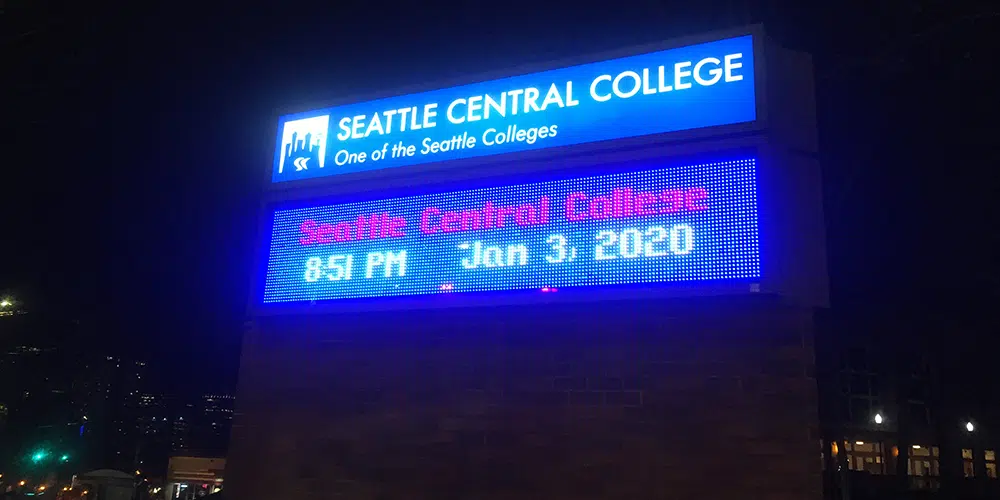 SEATTLE CENTRAL COLLEGE
One of the Seattle Colleges
Seattle Central College
8:51 PM Jan 3, 2020